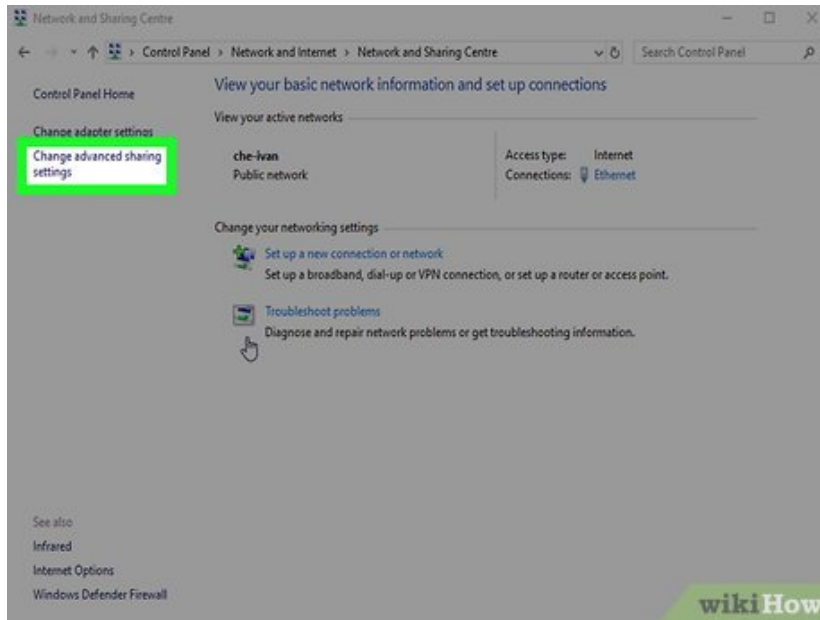 Network and Sharing Centre
Control Panel > Network and Internet > Network and Sharing Centre
Search Control Panel
Control Panel Home
Change adapter settings
Change advanced sharing
settings
View your basic network information and set up connections
View your active networks
che-ivan
Public network
Access type: Internet
Connections: Ethernet
Change your networking settings
Set up a new connection or network
Set up a broadband, dial-up or VPN connection, or set up a router or access point.
Troubleshoot problems
Diagnose and repair network problems or get troubleshooting information.
See also
Infrared
Internet Options
Windows Defender Firewall
wikiHow